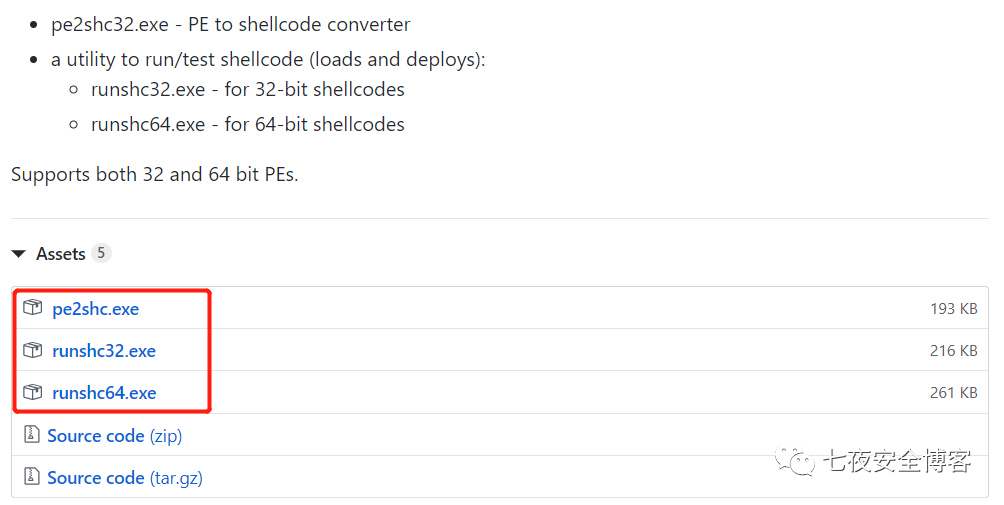 pe2shc32.exe - PE to shellcode converter
a utility to run/test shellcode (loads and deploys):
runshc32.exe - for 32-bit shellcodes
runshc64.exe - for 64-bit shellcodes
Supports both 32 and 64 bit PEs.
Assets 5
pe2shc.exe 193 KB
runshc32.exe 216 KB
runshc64.exe 261 KB
Source code (zip)
Source code (tar.gz)
七夜安全博客